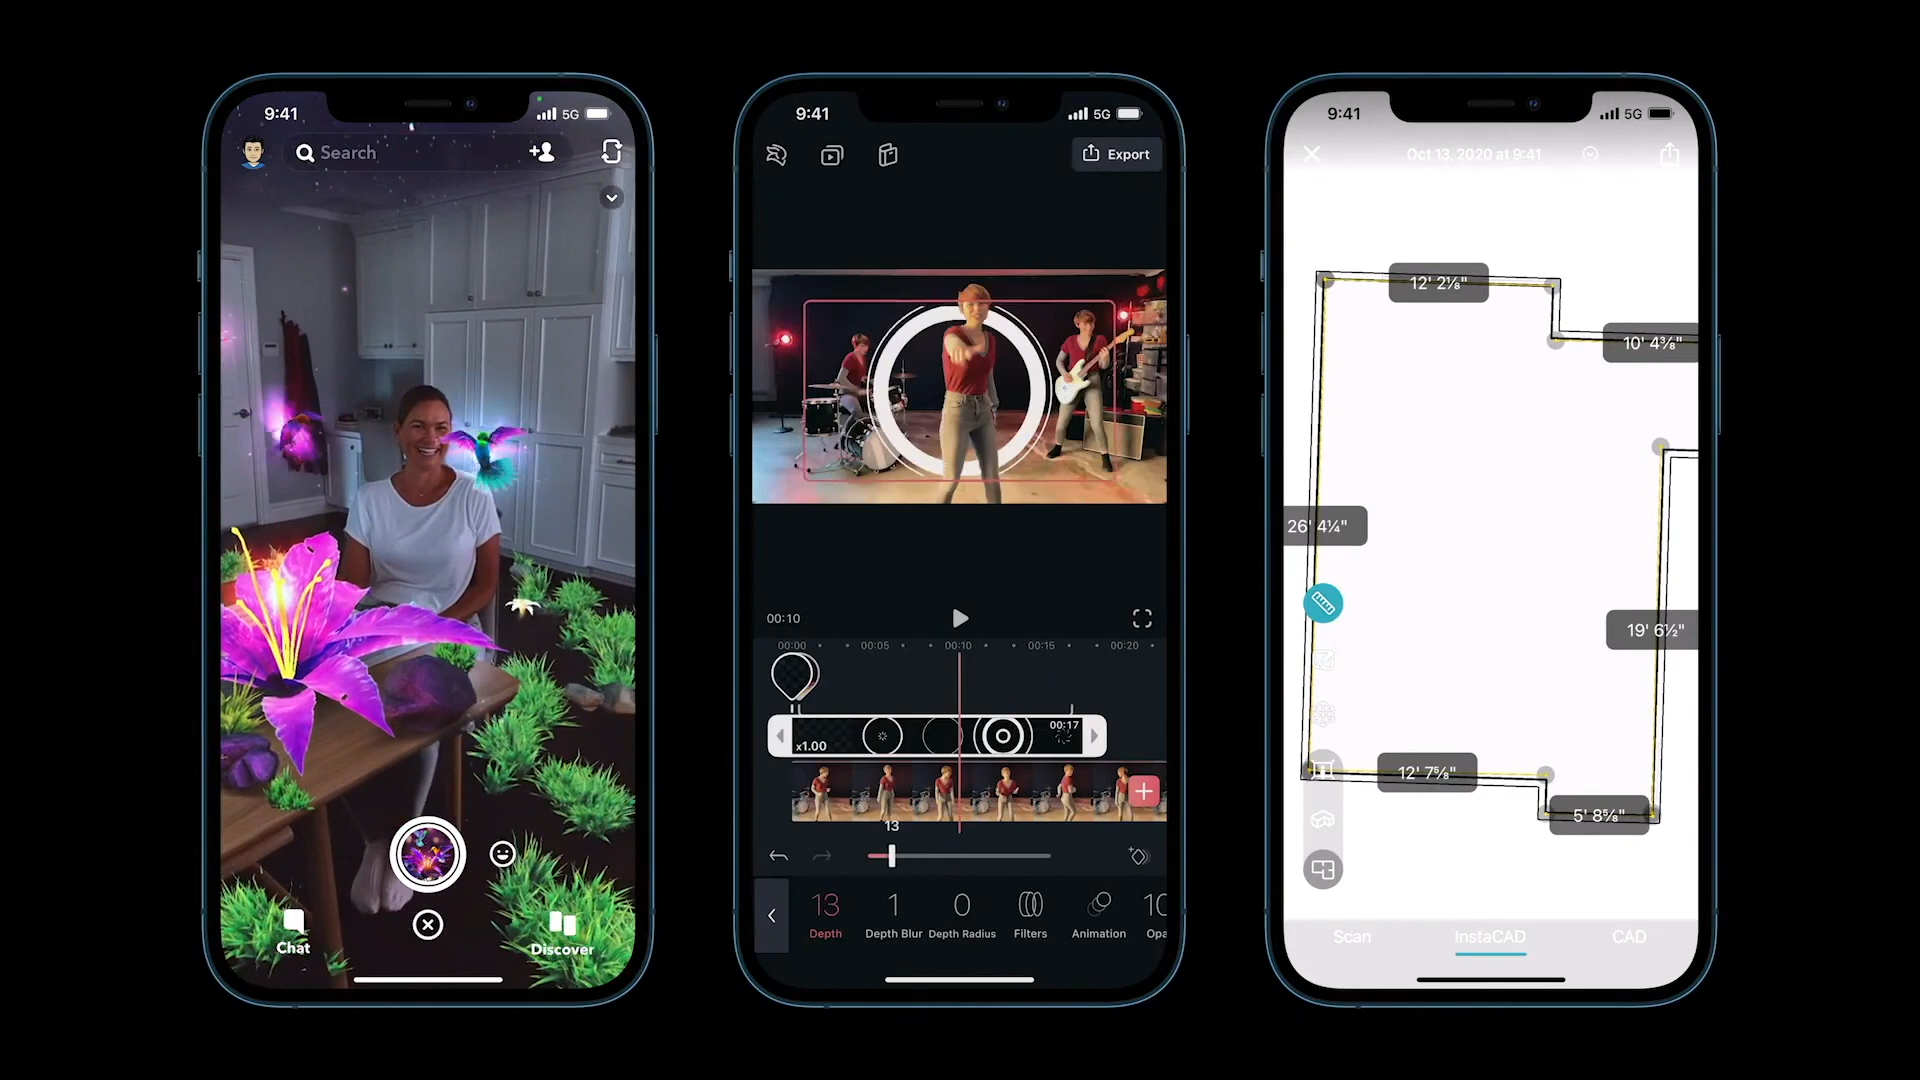 9:41
5G
Search
Chat
Discover
9:41
5G
Export
00:10
00:00
00:05
00:10
00:15
00:20
x1.00
00:17
13
13
1
0
Depth
Depth Blur
Depth Radius
Filters
Animation
9:41
5G
Oct 13, 2020 at 9:41
12' 2⅛"
10' 4⅜"
26' 4¼"
19' 6½"
12' 7⅝"
5' 8⅝"
Scan
InstaCAD
CAD